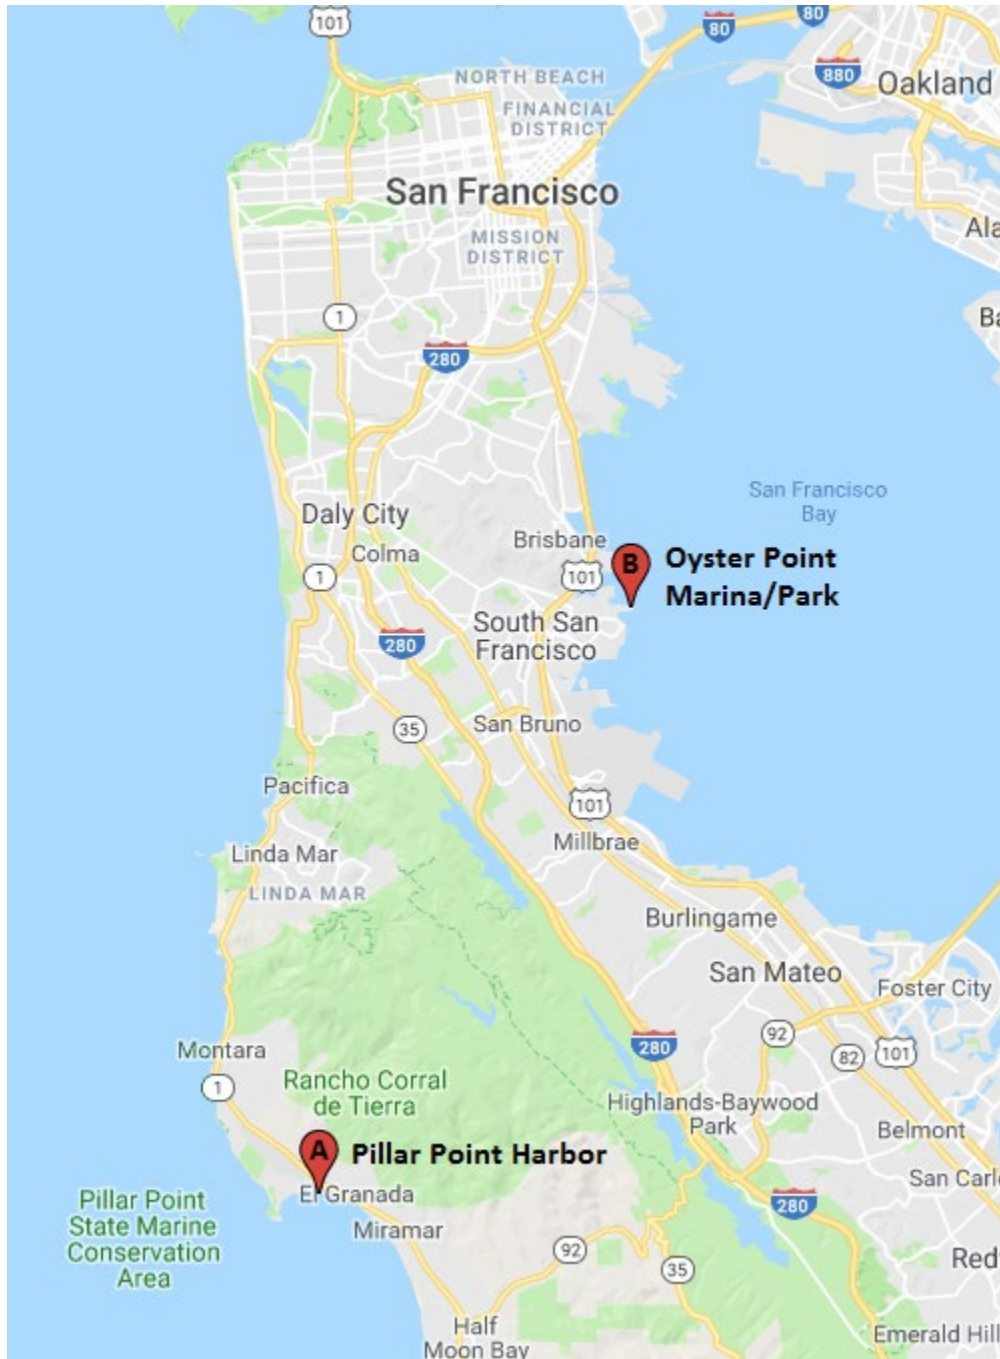 101
80
80
880
Oakland
NORTH BEACH
FINANCIAL
DISTRICT
San Francisco
MISSION
DISTRICT
Ala
Ba
1
280
San Francisco
Bay
Daly City
Colma
Brisbane
B
Oyster Point
Marina/Park
1
101
South San
Francisco
280
35
San Bruno
Pacifica
101
Millbrae
Linda Mar
LINDA MAR
Burlingame
San Mateo
Foster City
280
92
82
101
Montara
1
Rancho Corral
de Tierra
Highlands-Baywood
Park
Belmont
A
Pillar Point Harbor
San Carl
El Granada
280
Pillar Point
State Marine
Conservation
Area
Miramar
92
35
Red
Half
Moon Bay
Emerald Hill